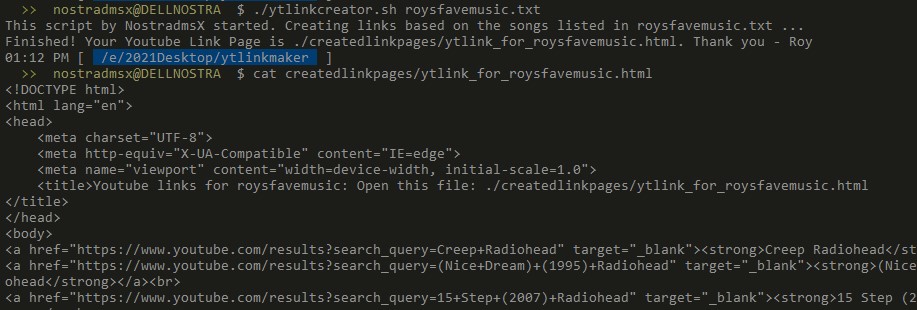 >> nostradmsx@DELLNOSTRA $ ./ytlinkcreator.sh roysfavemusic.txt
This script by NostradmsX started. Creating links based on the songs listed in roysfavemusic.txt ...
Finished! Your Youtube Link Page is ./createdlinkpages/ytlink_for_roysfavemusic.html. Thank you - Roy
01:12 PM [ /e/2021Desktop/ytlinkmaker ]
>> nostradmsx@DELLNOSTRA $ cat createdlinkpages/ytlink_for_roysfavemusic.html
<!DOCTYPE html>
<html lang="en">
<head>
    <meta charset="UTF-8">
    <meta http-equiv="X-UA-Compatible" content="IE=edge">
    <meta name="viewport" content="width=device-width, initial-scale=1.0">
    <title>Youtube links for roysfavemusic: Open this file: ./createdlinkpages/ytlink_for_roysfavemusic.html
</title>
</head>
<body>
<a href="https://www.youtube.com/results?search_query=Creep+Radiohead" target="_blank"><strong>Creep Radiohead</st
<a href="https://www.youtube.com/results?search_query=(Nice+Dream)+(1995)+Radiohead" target="_blank"><strong>(Nice
ohead</strong></a><br>
<a href="https://www.youtube.com/results?search_query=15+Step+(2007)+Radiohead" target="_blank"><strong>15 Step (2